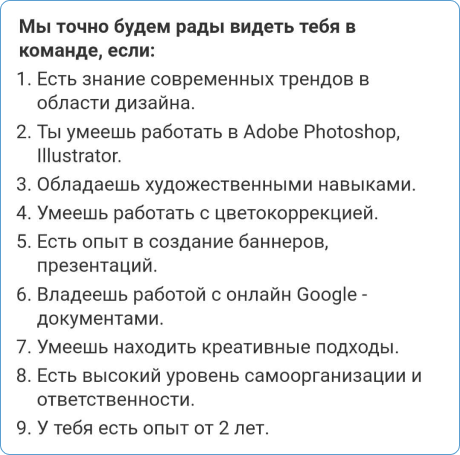 Мы точно будем рады видеть тебя в
команде, если:
1. Есть знание современных трендов в
области дизайна.
2. Ты умеешь работать в Adobe Photoshop,
Illustrator.
3. Обладаешь художественными навыками.
4. Умеешь работать с цветокоррекцией.
5. Есть опыт в создание баннеров,
презентаций.
6. Владеешь работой с онлайн Google -
документами.
7. Умеешь находить креативные подходы.
8. Есть высокий уровень самоорганизации и
ответственности.
9. У тебя есть опыт от 2 лет.